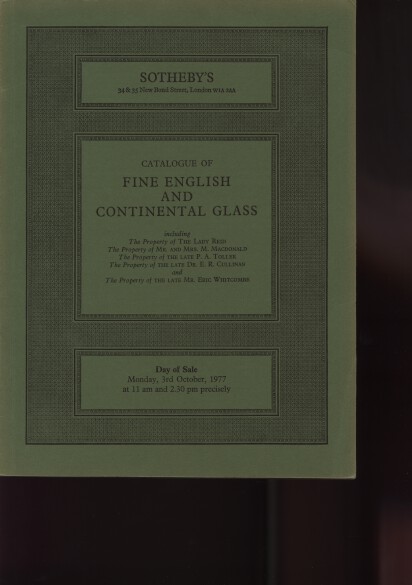 SOTHEBY'S
34 & 35 New Bond Street, London W1A 2AA
CATALOGUE OF
FINE ENGLISH
AND
CONTINENTAL GLASS
including
The Property of THE LADY REID
The Property of MR. AND MRS. M. MACDONALD
The Property of THE LATE P. A. TOLLER
The Property of THE LATE DR. S. R. CULLINAN
and
The Property of THE LATE MR. ERIC WHITCOMBE
Day of Sale
Monday, 3rd October, 1977
at 11 am and 2.30 pm precisely